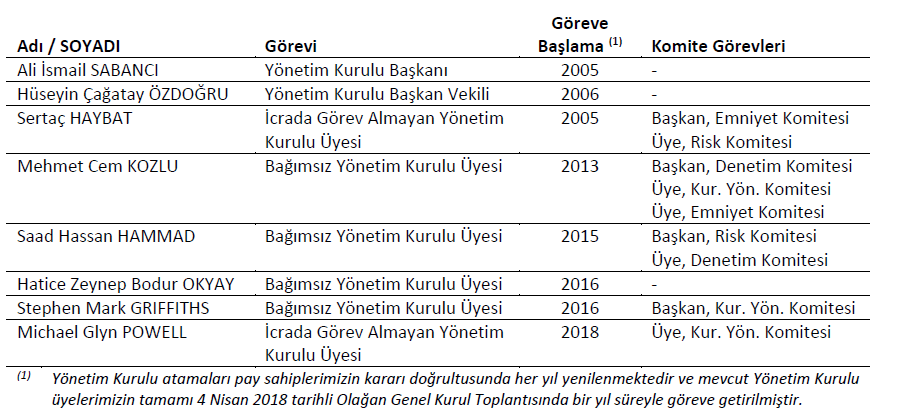 Adı / SOYADI Görevi Göreve Başlama (1) Komite Görevleri
Ali İsmail SABANCI Yönetim Kurulu Başkanı 2005 -
Hüseyin Çağatay ÖZDOĞRU Yönetim Kurulu Başkan Vekili 2006 -
Sertaç HAYBAT İcrada Görev Almayan Yönetim 2005 Başkan, Emniyet Komitesi
Kurulu Üyesi Üye, Risk Komitesi
Mehmet Cem KOZLU Bağımsız Yönetim Kurulu Üyesi 2013 Başkan, Denetim Komitesi
Üye, Kur. Yön. Komitesi
Üye, Emniyet Komitesi
Saad Hassan HAMMAD Bağımsız Yönetim Kurulu Üyesi 2015 Başkan, Risk Komitesi
Üye, Denetim Komitesi
Hatice Zeynep Bodur OKYAY Bağımsız Yönetim Kurulu Üyesi 2016 -
Stephen Mark GRIFFITHS Bağımsız Yönetim Kurulu Üyesi 2016 Başkan, Kur. Yön. Komitesi
Michael Glyn POWELL İcrada Görev Almayan Yönetim 2018 Üye, Kur. Yön. Komitesi
Kurulu Üyesi
(1) Yönetim Kurulu atamaları pay sahiplerimizin kararı doğrultusunda her yıl yenilenmektedir ve mevcut Yönetim Kurulu
üyelerimizin tamamı 4 Nisan 2018 tarihli Olağan Genel Kurul Toplantısında bir yıl süreyle göreve getirilmiştir.